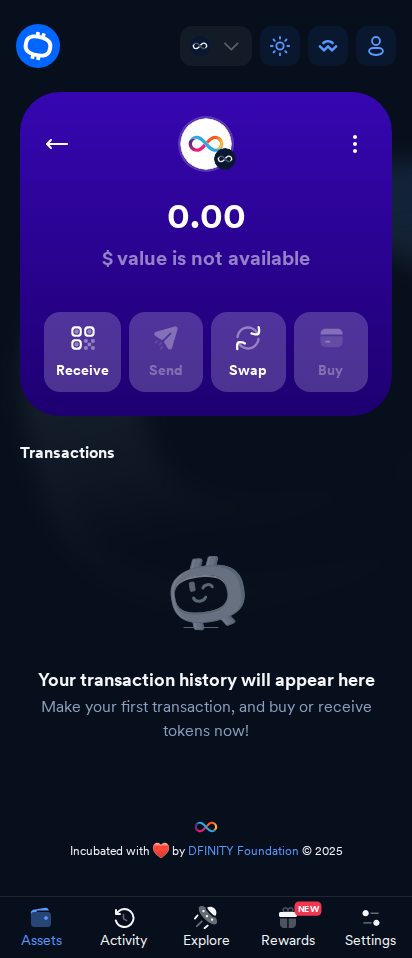 0.00
$ value is not available
Receive
Send
Swap
Buy
Transactions
Your transaction history will appear here
Make your first transaction, and buy or receive
tokens now!
Incubated with ❤️ by DFINITY Foundation © 2025
NEW
Assets
Activity
Explore
Rewards
Settings